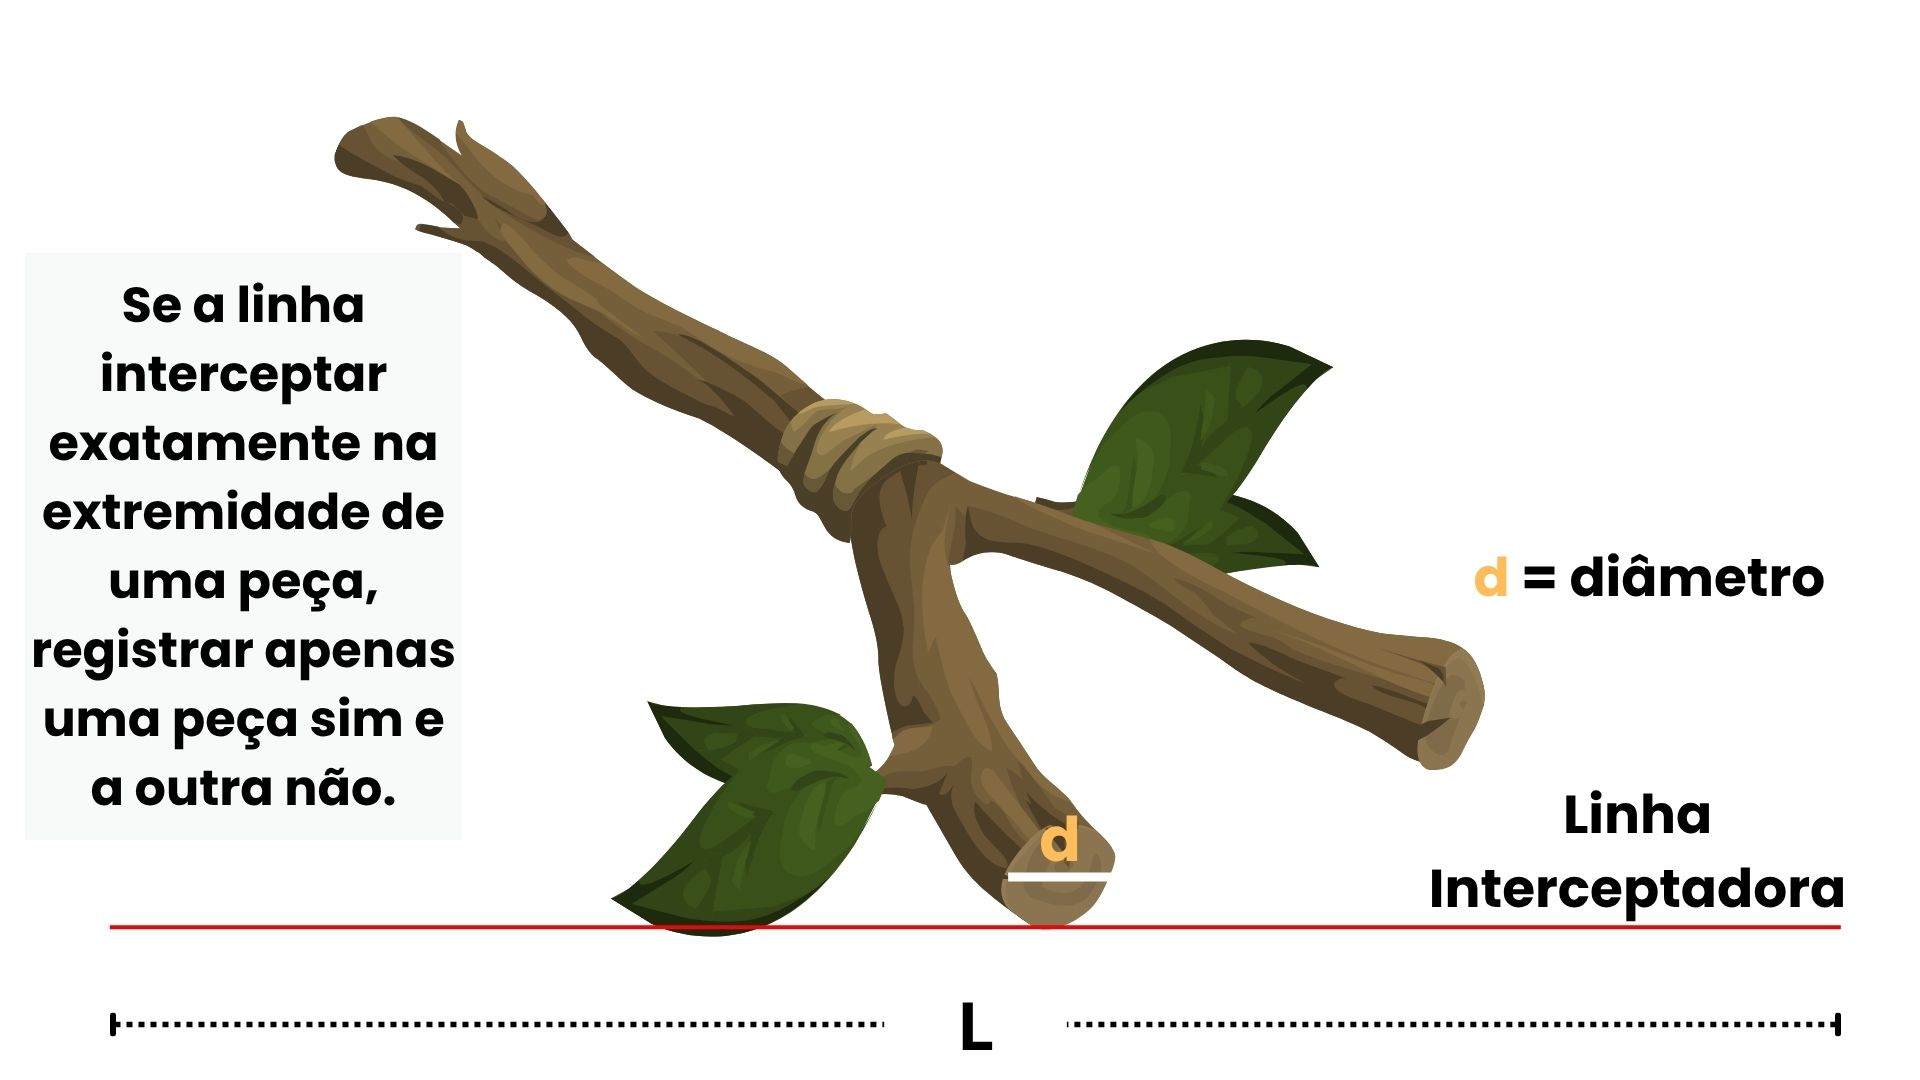 Se a linha
interceptar
exatamente na
extremidade de
uma peça,
registrar apenas
uma peça sim e
a outra não.
d = diâmetro
d
Linha
Interceptadora
L